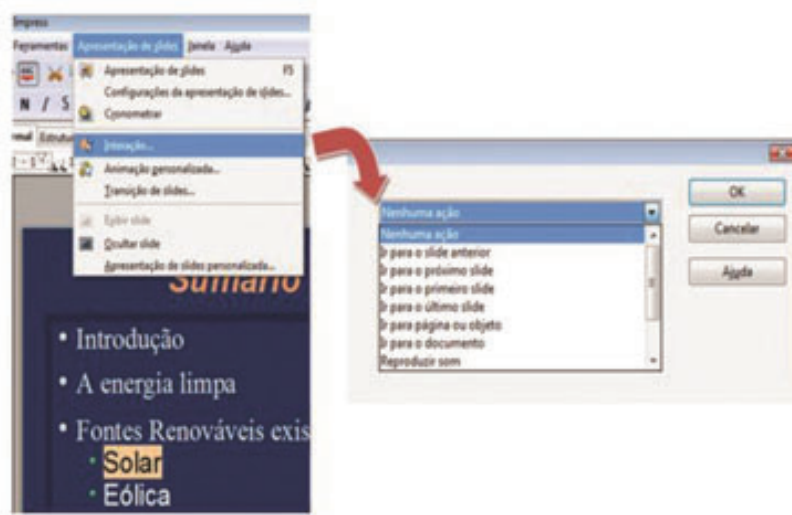 Impress
Ferramentas Apresentação de slides Janela Ajuda
Apresentação de slides F5
Configurações da apresentação de slides...
N I S
Cronometrar
Interação...
Animação personalizada...
Transição de slides...
Exibir slide
Ocultar slide
Apresentação de slides personalizada...
Sumário
• Introdução
• A energia limpa
• Fontes Renováveis exis
• Solar
• Eólica
Nenhuma ação
Nenhuma ação
Ir para o slide anterior
Ir para o próximo slide
Ir para o primeiro slide
Ir para o último slide
Ir para página ou objeto
Ir para o documento
Reproduzir som
OK
Cancelar
Ajuda